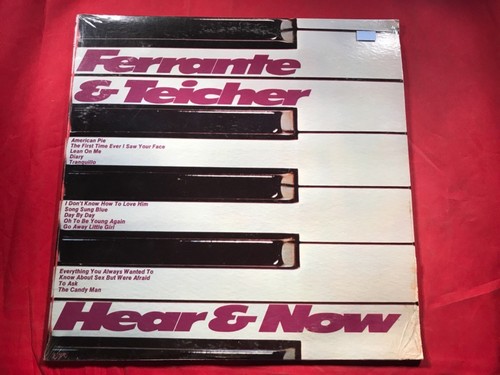 Ferrante
& Teicher
American Pie
The First Time Ever I Saw Your Face
Lean On Me
Diary
Tranquillo
I Don't Know How To Love Him
Song Sung Blue
Day By Day
Oh To Be Young Again
Go Away Little Girl
Everything You Always Wanted To
Know About Sex But Were Afraid
To Ask
The Candy Man
Hear & Now